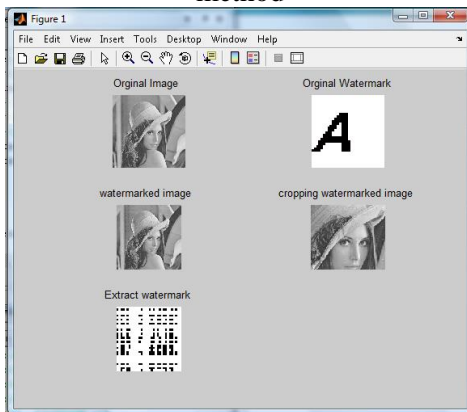 method
Figure 1
File Edit View Insert Tools Desktop Window Help
Orginal Image
Orginal Watermark
A
watermarked image
cropping watermarked image
Extract watermark